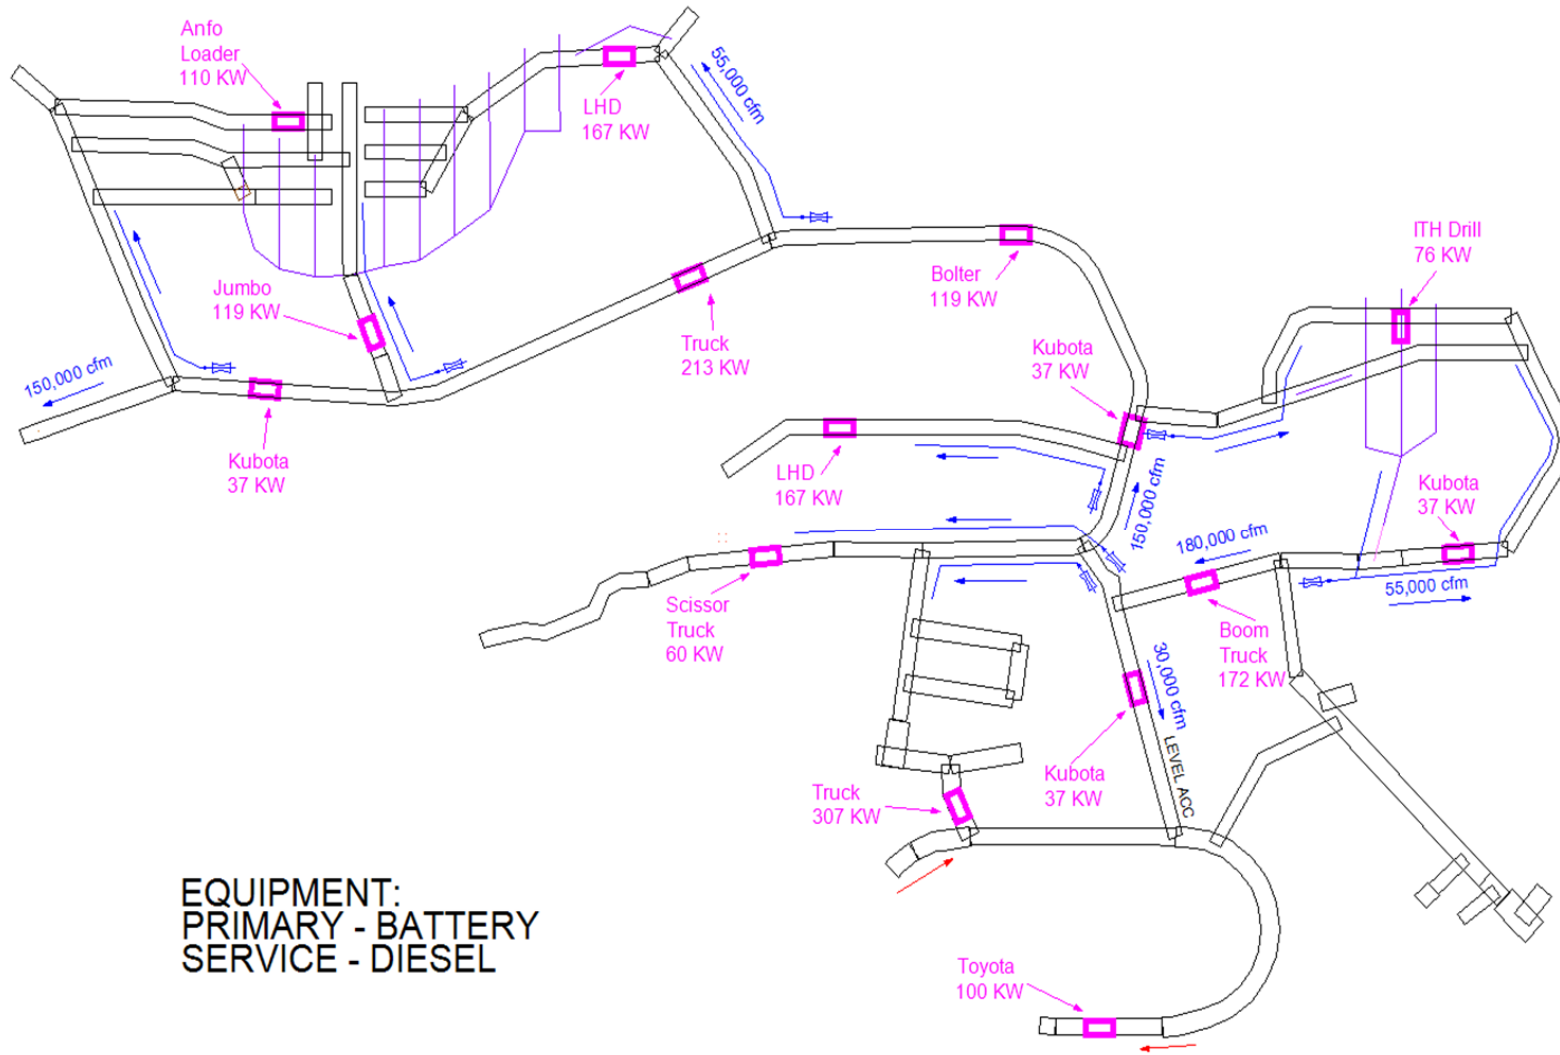 Anfo
Loader
110 KW
LHD
167 KW
55,000 cfm
ITH Drill
76 KW
Jumbo
119 KW
Bolter
119 KW
Truck
213 KW
Kubota
37 KW
150,000 cfm
Kubota
37 KW
LHD
167 KW
Kubota
37 KW
150,000 cfm
180,000 cfm
55,000 cfm
Scissor
Truck
60 KW
Boom
Truck
172 KW
30,000 cfm
LEVEL ACC
Kubota
37 KW
Truck
307 KW
Toyota
100 KW
EQUIPMENT:
PRIMARY - BATTERY
SERVICE - DIESEL